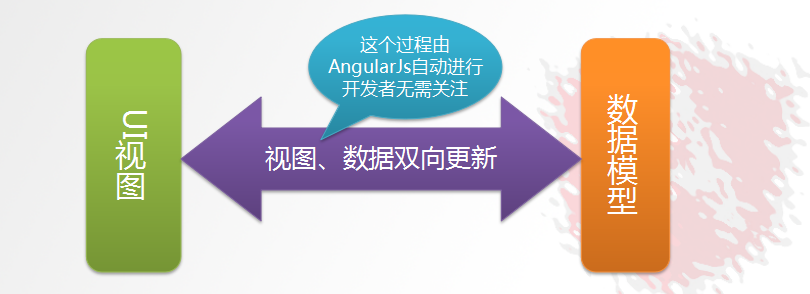 UI视图
这个过程由
AngularJs自动进行
开发者无需关注
视图、数据双向更新
数据模型